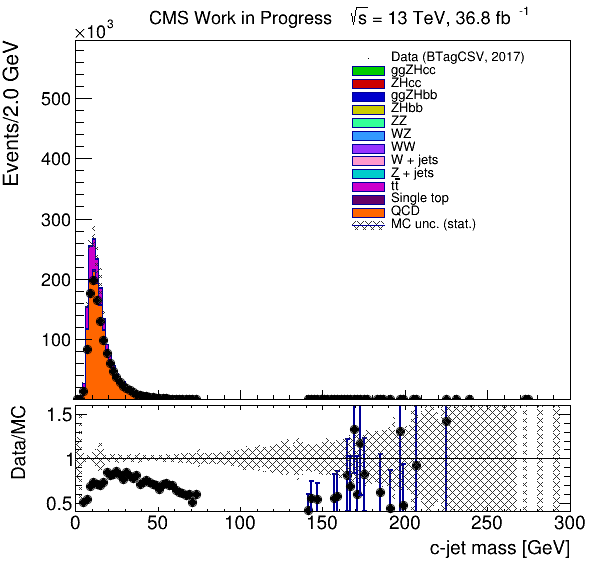 CMS Work in Progress √s = 13 TeV, 36.8 fb⁻¹
×10³
Events/2.0 GeV
500
400
300
200
100
Data (BTagCSV, 2017)
ggZHcc
ZHcc
ggZHbb
ZHbb
ZZ
WZ
WW
W + jets
Z + jets
tt̅
Single top
QCD
MC unc. (stat.)
Data/MC
1.5
1
0.5
0 50 100 150 200 250 300
c-jet mass [GeV]